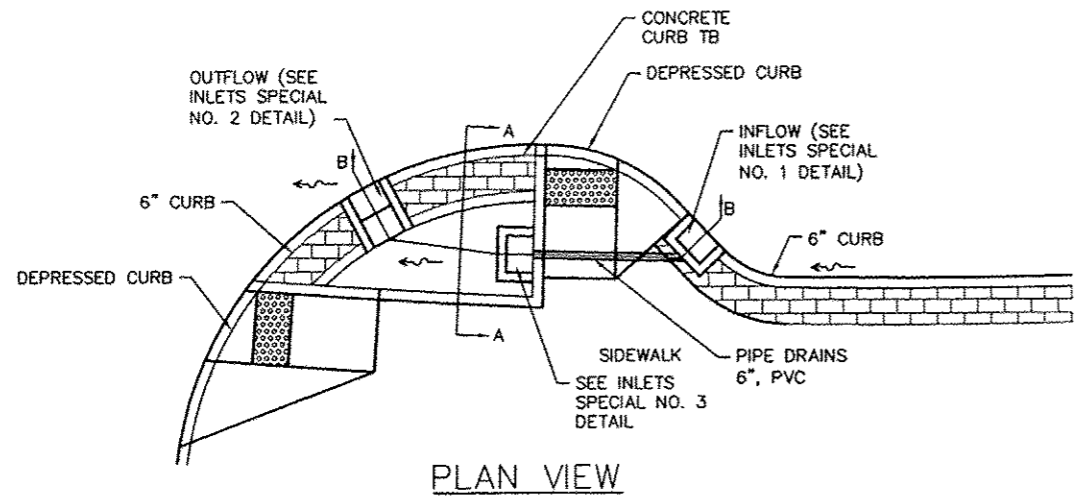 CONCRETE
CURB TB
DEPRESSED CURB
OUTFLOW (SEE
INLETS SPECIAL
NO. 2 DETAIL)
A
INFLOW (SEE
INLETS SPECIAL
NO. 1 DETAIL)
B
B
6" CURB
6" CURB
DEPRESSED CURB
A
SIDEWALK
PIPE DRAINS
6", PVC
SEE INLETS
SPECIAL NO. 3
DETAIL
PLAN VIEW